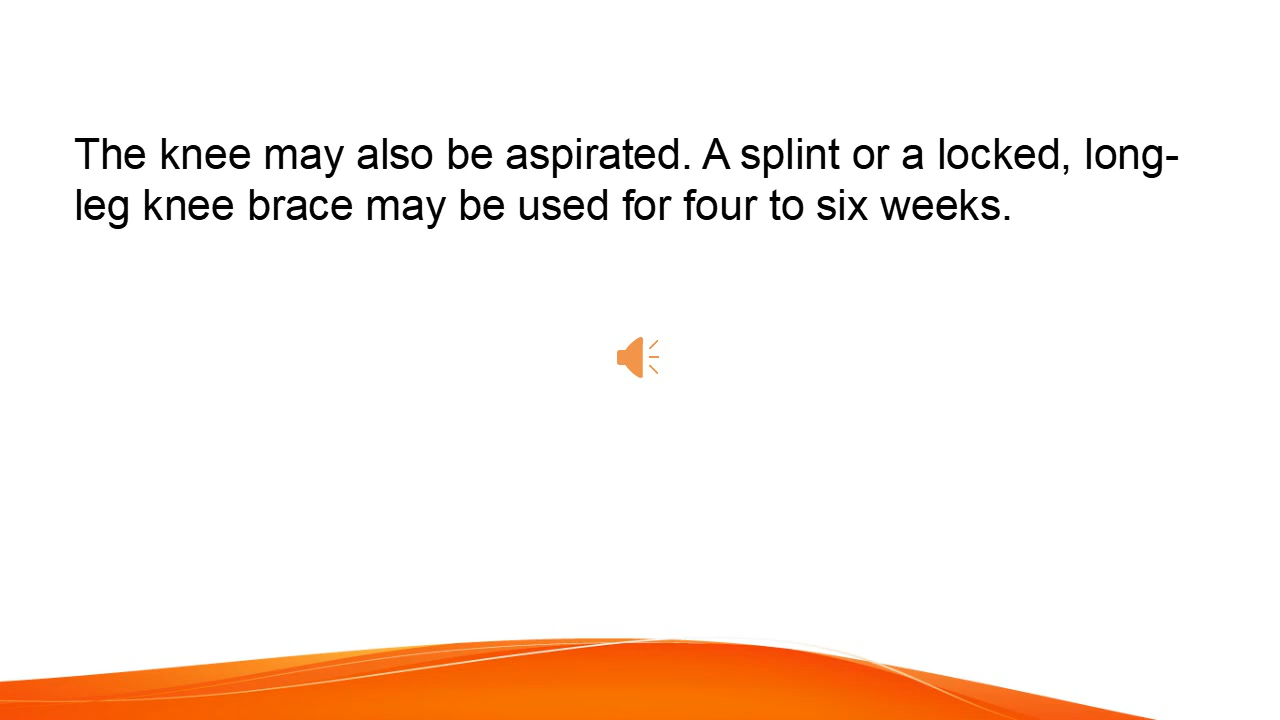 The knee may also be aspirated. A splint or a locked, long-
leg knee brace may be used for four to six weeks.